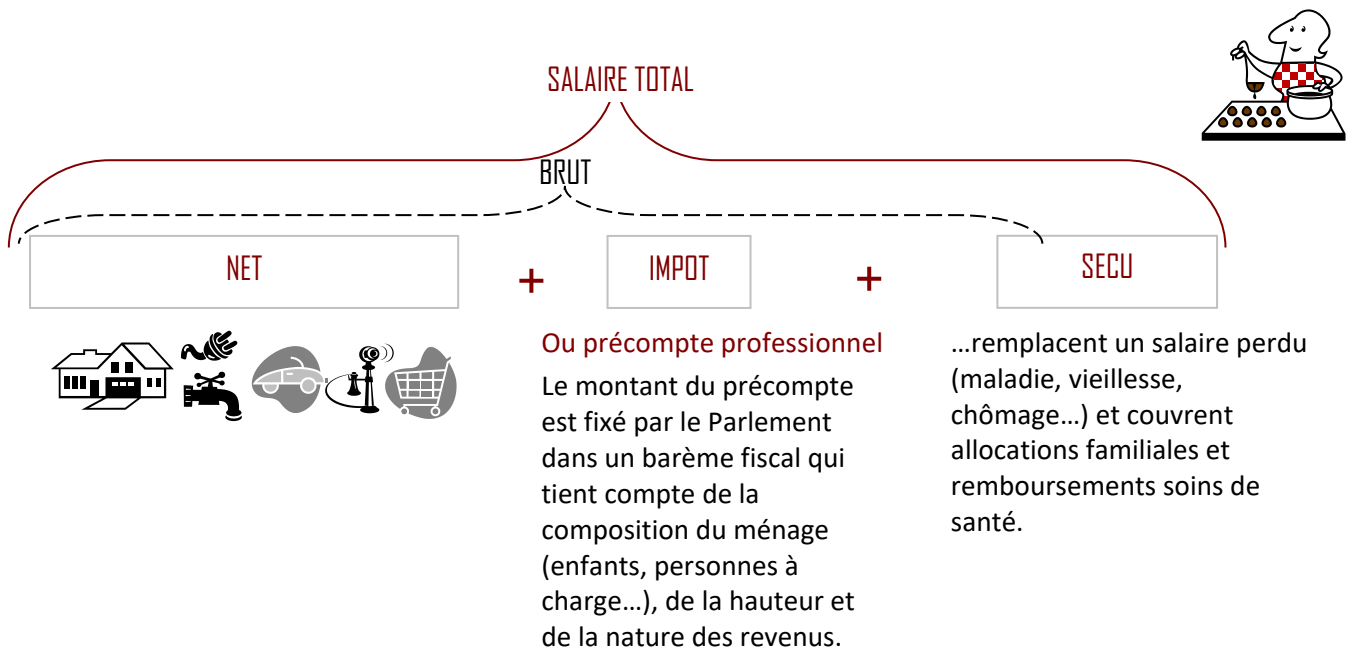 SALAIRE TOTAL
BRUT
NET
+
IMPOT
+
SECU
Ou précompte professionnel
Le montant du précompte
est fixé par le Parlement
dans un barème fiscal qui
tient compte de la
composition du ménage
(enfants, personnes à
charge…), de la hauteur et
de la nature des revenus.
…remplacent un salaire perdu
(maladie, vieillesse,
chômage…) et couvrent
allocations familiales et
remboursements soins de
santé.